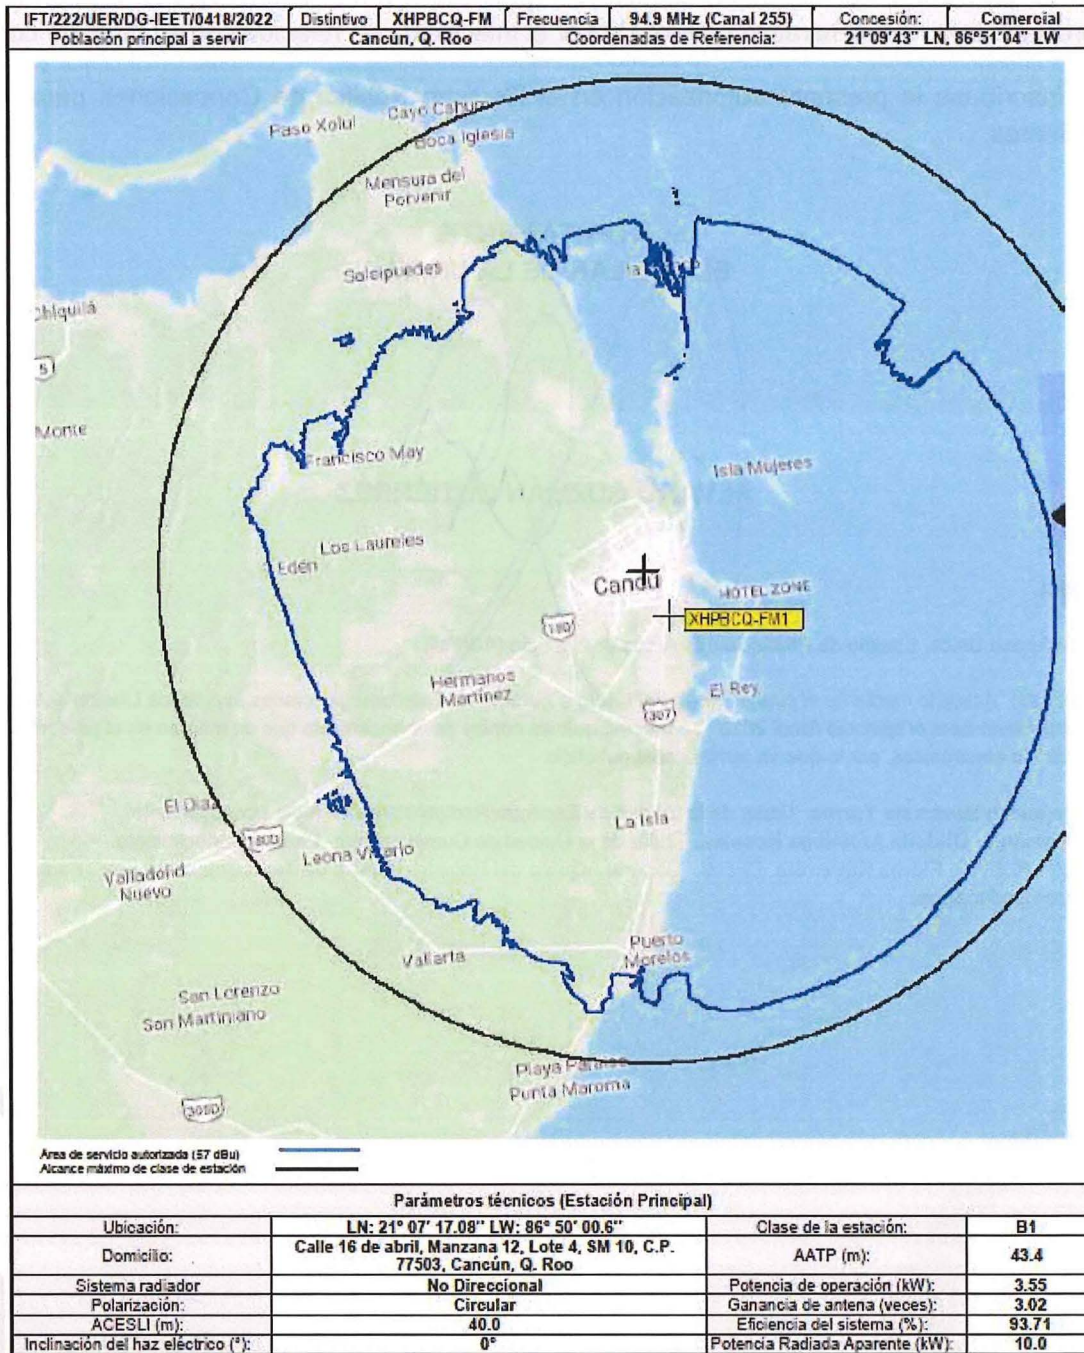 IFT/222/UER/DG-IEET/0418/2022 Distintivo XHPBCQ-FM Frecuencia 94.9 MHz (Canal 255) Concesión: Comercial
Población principal a servir Cancún, Q. Roo Coordenadas de Referencia: 21°09'43" LN, 86°51'04" LW
Cayo Cahum
Paso Xolul
Boca Iglesia
Mensura del
Porvenir
Solsipuedes
Chiquilá
5
Monte
Francisco May
Isla Mujeres
Los Laureles
Edén
Cancú
HOTEL ZONE
XHPBCQ-FM1
180
Hermanos
Martínez
El Rey
307
El Diaz
La Isla
180D
Leona Vicario
Valladolid
Nuevo
Puerto
Morelos
Vallarta
San Lorenzo
San Martiniano
Playa Paraiso
Punta Maroma
305D
Área de servicio autorizada (57 dBu)
Alcance máximo de clase de estación
Parámetros técnicos (Estación Principal)
Ubicación: LN: 21° 07' 17.08" LW: 86° 50' 00.6" Clase de la estación: B1
Domicilio: Calle 16 de abril, Manzana 12, Lote 4, SM 10, C.P. 77503, Cancún, Q. Roo AATP (m): 43.4
Sistema radiador No Direccional Potencia de operación (kW): 3.55
Polarización: Circular Ganancia de antena (veces): 3.02
ACESLI (m): 40.0 Eficiencia del sistema (%): 93.71
Inclinación del haz eléctrico (°): 0° Potencia Radiada Aparente (kW): 10.0